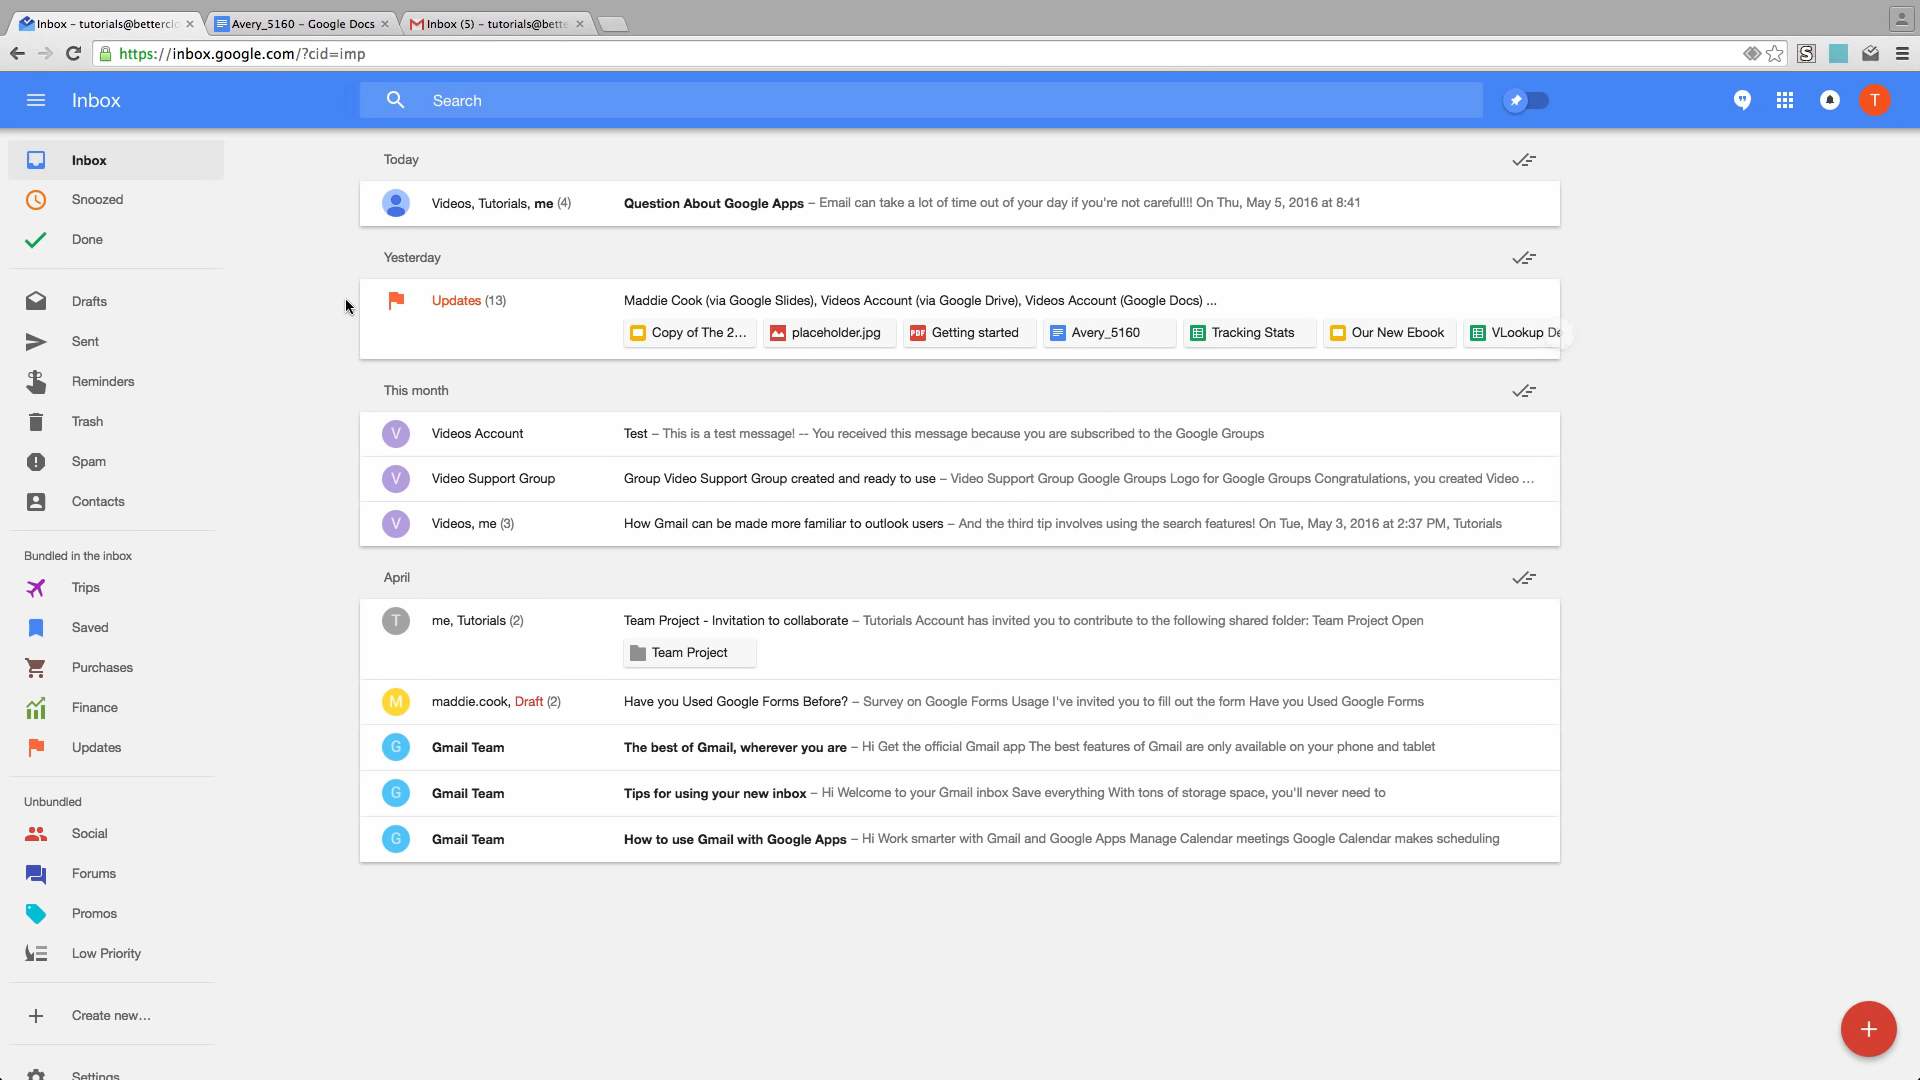 Inbox – tutorials@bettercl
Avery_5160 – Google Docs
Inbox (5) – tutorials@bette
https://inbox.google.com/?cid=imp
S
Inbox
Search
T
Inbox
Snoozed
Done
Drafts
Sent
Reminders
Trash
Spam
Contacts
Bundled in the inbox
Trips
Saved
Purchases
Finance
Updates
Unbundled
Social
Forums
Promos
Low Priority
Create new...
Settings
Today
Videos, Tutorials, me (4) Question About Google Apps – Email can take a lot of time out of your day if you're not careful!!! On Thu, May 5, 2016 at 8:41
Yesterday
Updates (13) Maddie Cook (via Google Slides), Videos Account (via Google Drive), Videos Account (Google Docs) ...
Copy of The 2... placeholder.jpg PDF Getting started Avery_5160 Tracking Stats Our New Ebook VLookup De
This month
V Videos Account Test – This is a test message! -- You received this message because you are subscribed to the Google Groups
V Video Support Group Group Video Support Group created and ready to use – Video Support Group Google Groups Logo for Google Groups Congratulations, you created Video ...
V Videos, me (3) How Gmail can be made more familiar to outlook users – And the third tip involves using the search features! On Tue, May 3, 2016 at 2:37 PM, Tutorials
April
T me, Tutorials (2) Team Project - Invitation to collaborate – Tutorials Account has invited you to contribute to the following shared folder: Team Project Open
Team Project
M maddie.cook, Draft (2) Have you Used Google Forms Before? – Survey on Google Forms Usage I've invited you to fill out the form Have you Used Google Forms
G Gmail Team The best of Gmail, wherever you are – Hi Get the official Gmail app The best features of Gmail are only available on your phone and tablet
G Gmail Team Tips for using your new inbox – Hi Welcome to your Gmail inbox Save everything With tons of storage space, you'll never need to
G Gmail Team How to use Gmail with Google Apps – Hi Work smarter with Gmail and Google Apps Manage Calendar meetings Google Calendar makes scheduling